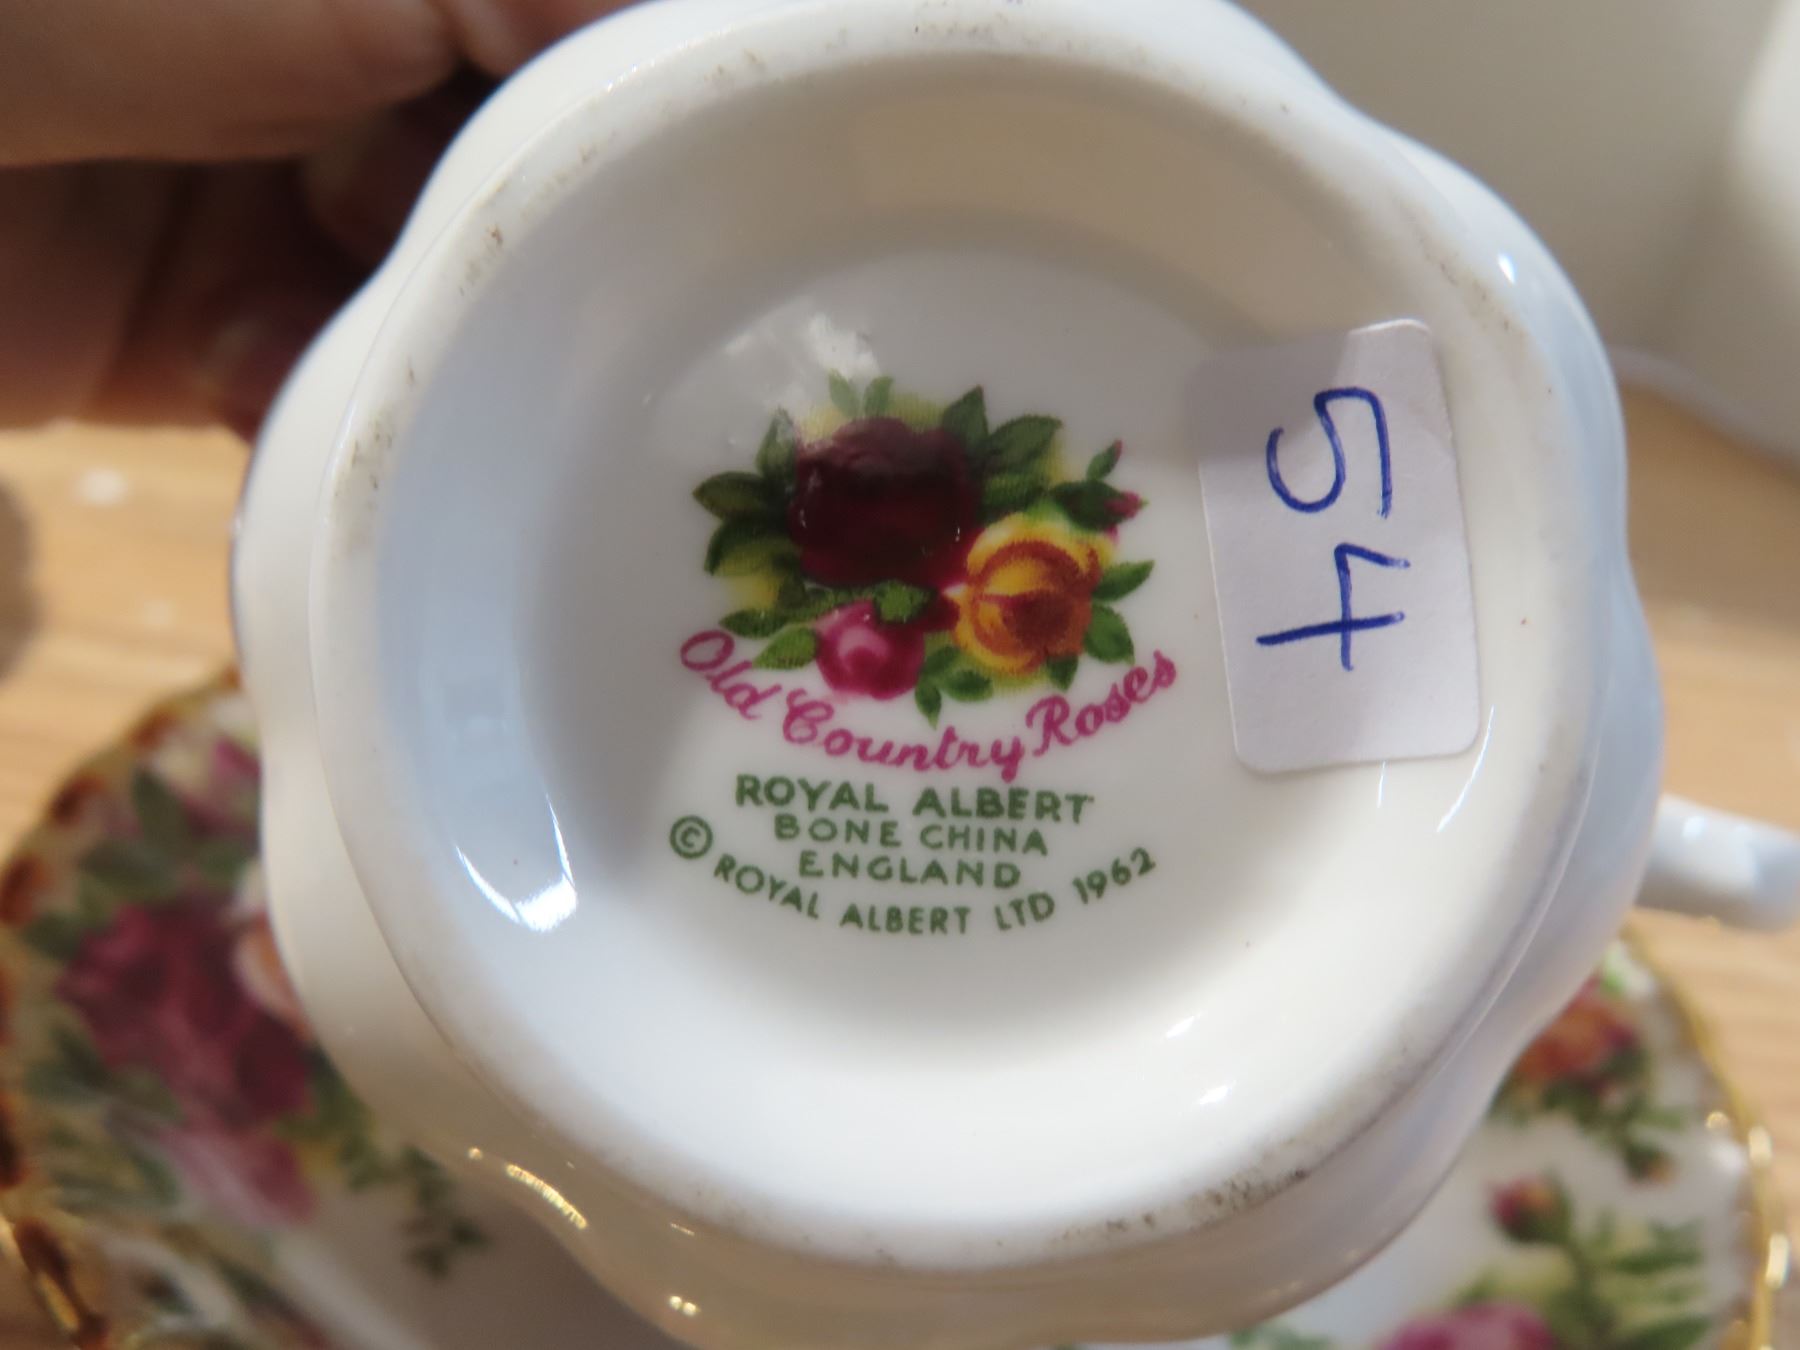 Old Country Roses
ROYAL ALBERT
BONE CHINA
ENGLAND
© ROYAL ALBERT LTD 1962
54